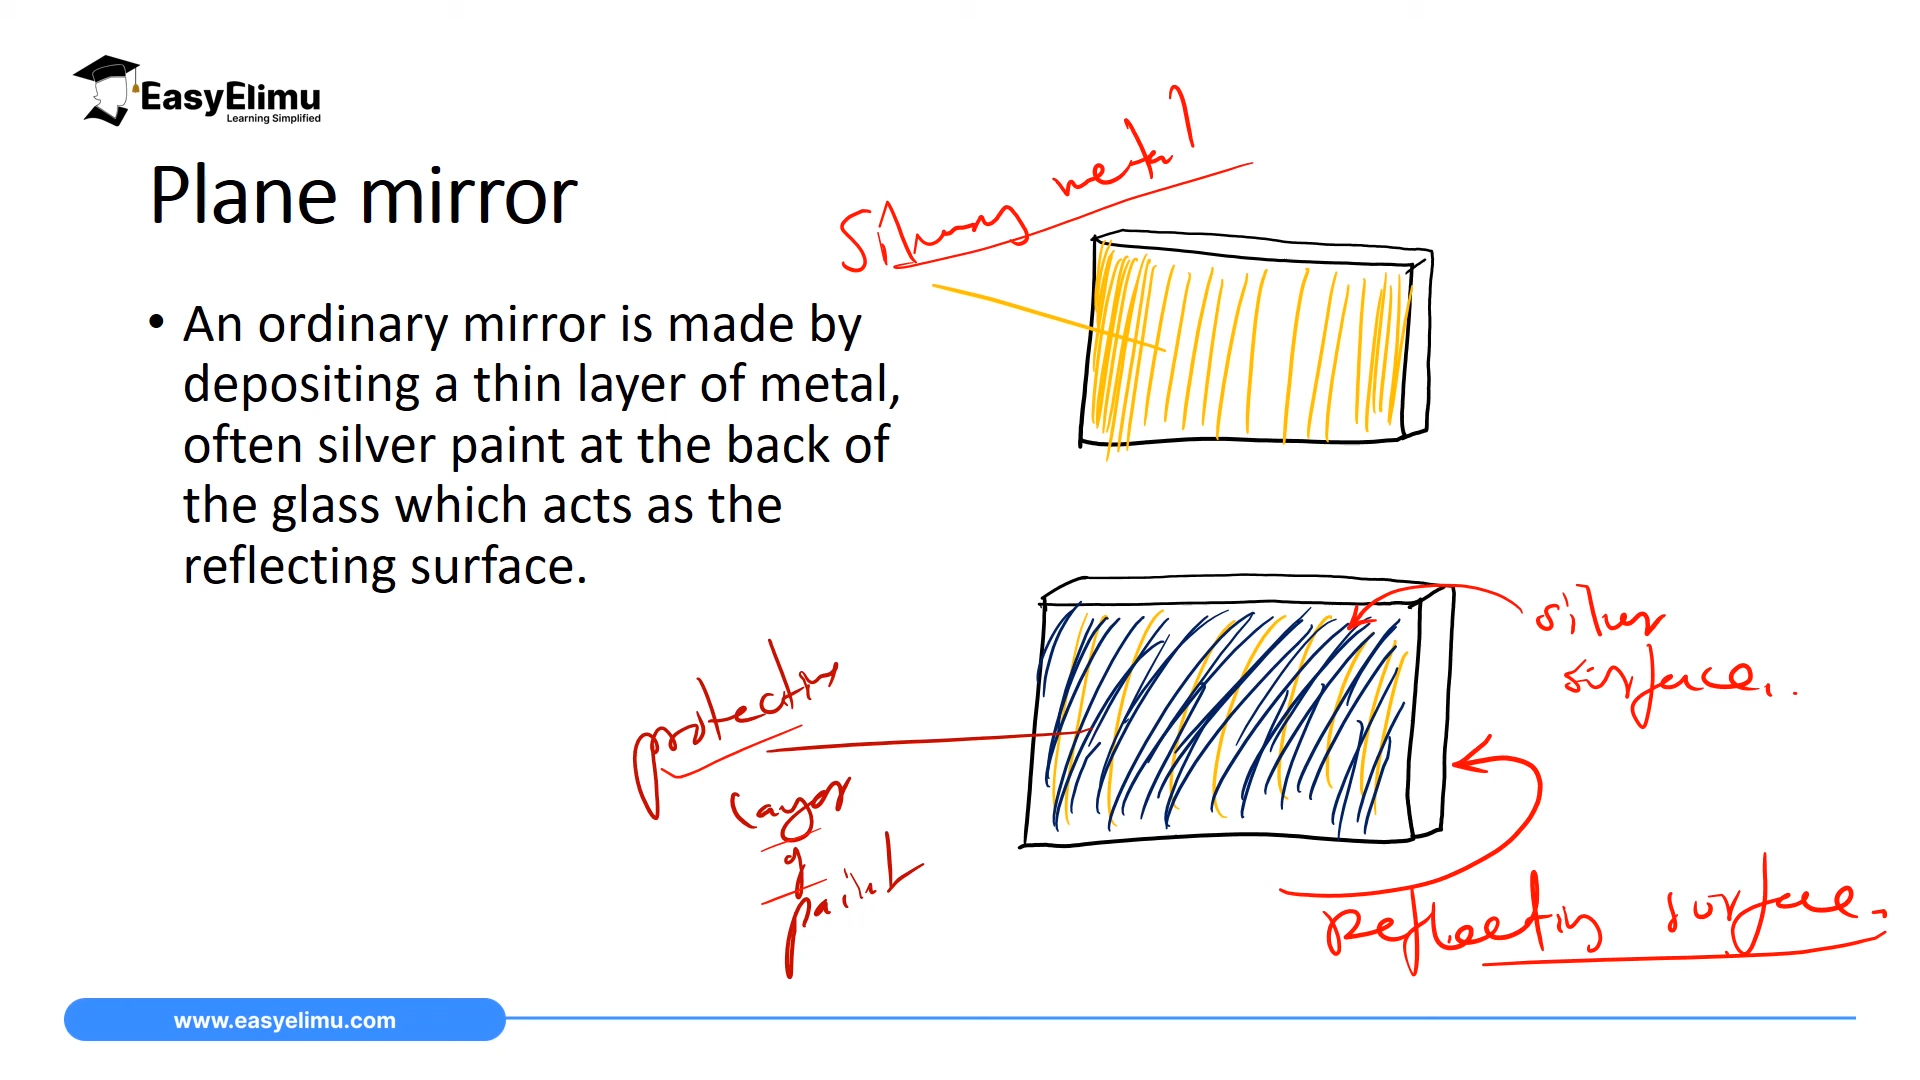 EasyElimu
Learning Simplified
Plane mirror
• An ordinary mirror is made by
depositing a thin layer of metal,
often silver paint at the back of
the glass which acts as the
reflecting surface.
Silvery metal
silver
surface.
protective
layer
of
paint
Reflecting surface.
www.easyelimu.com